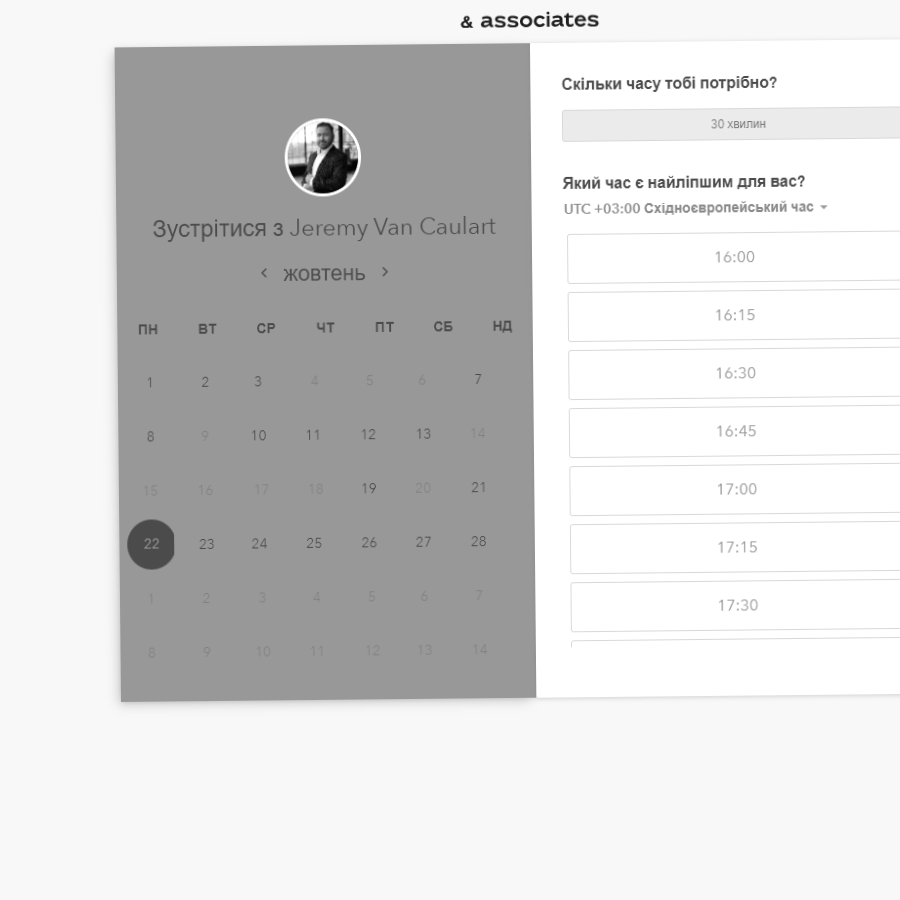 & associates
Зустрітися з Jeremy Van Caulart
жовтень
ПН ВТ СР ЧТ ПТ СБ НД
1 2 3 4 5 6 7
8 9 10 11 12 13 14
15 16 17 18 19 20 21
22 23 24 25 26 27 28
1 2 3 4 5 6 7
8 9 10 11 12 13 14
Скільки часу тобі потрібно?
30 хвилин
Який час є найліпшим для вас?
UTC +03:00 Східноєвропейський час
16:00
16:15
16:30
16:45
17:00
17:15
17:30